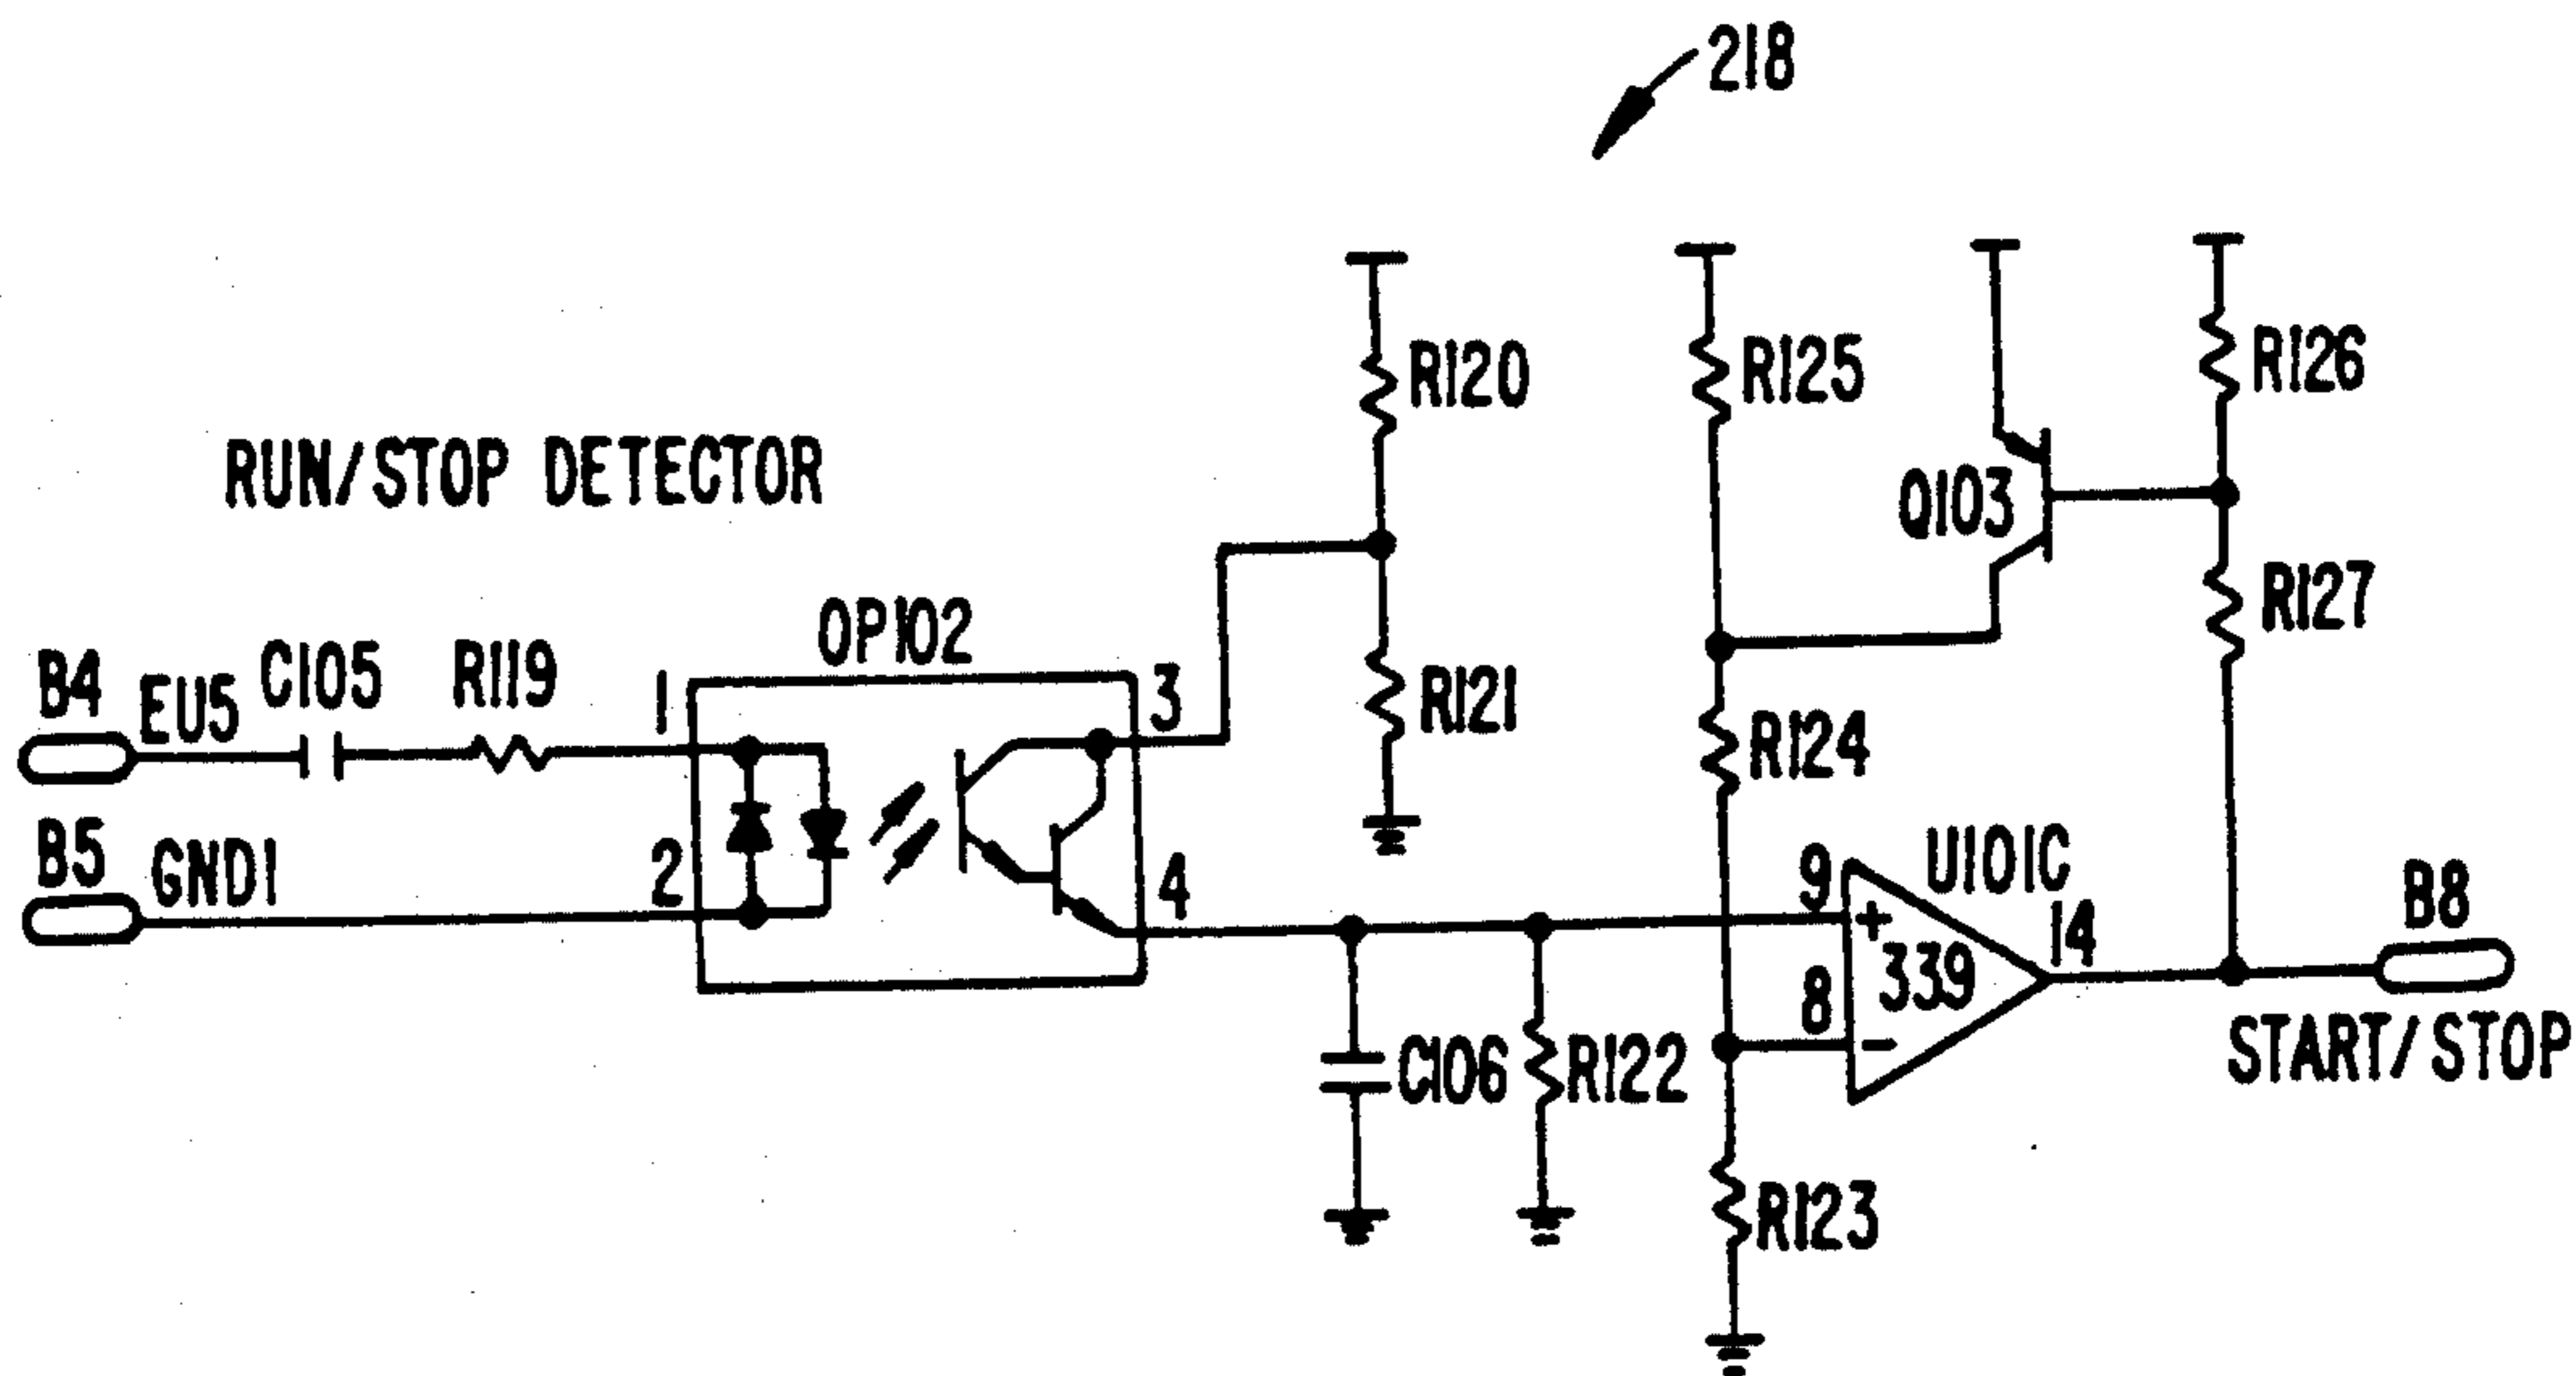 218
RUN/STOP DETECTOR
R120
R125
R126
Q103
R127
B4
EU5
C105
R119
OP102
1
3
R121
R124
B5
GND1
2
4
9
U101C
+
339
14
B8
8
-
START/STOP
C106
R122
R123